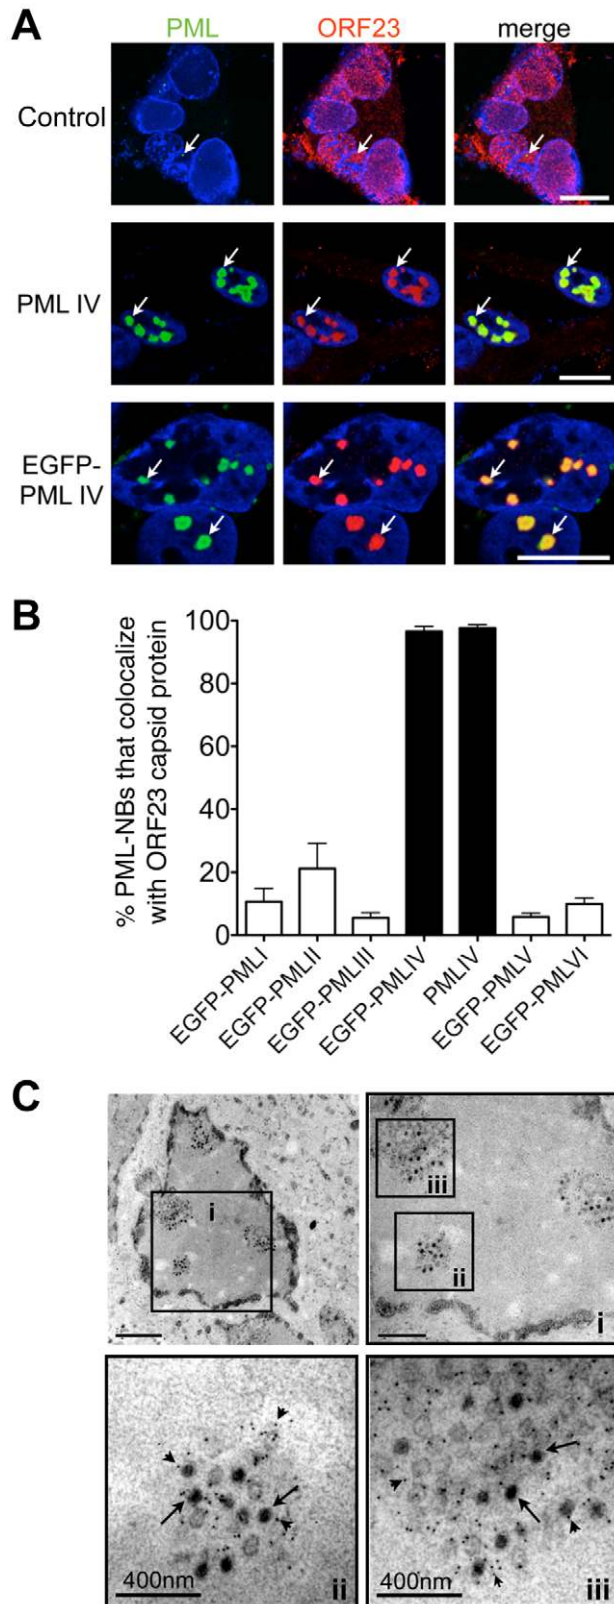 A
PML ORF23 merge
Control
PML IV
EGFP-
PML IV
B
% PML-NBs that colocalize
with ORF23 capsid protein
100
80
60
40
20
0
EGFP-PMLI
EGFP-PMLII
EGFP-PMLIII
EGFP-PMLIV
PMLIV
EGFP-PMLV
EGFP-PMLVI
C
i
iii
ii
i
400nm
ii
400nm
iii